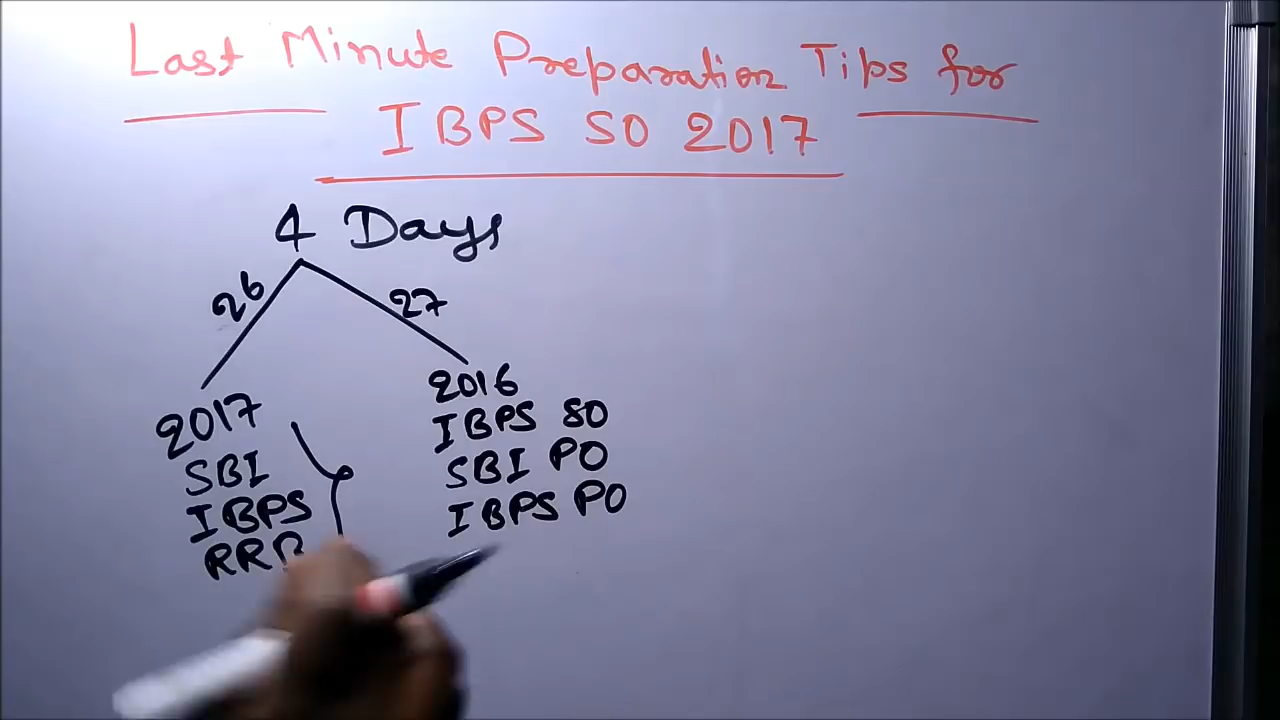 Last Minute Preparation Tips for
IBPS SO 2017
4 Days
26
27
2017
SBI
IBPS
RRB
2016
IBPS SO
SBI PO
IBPS PO